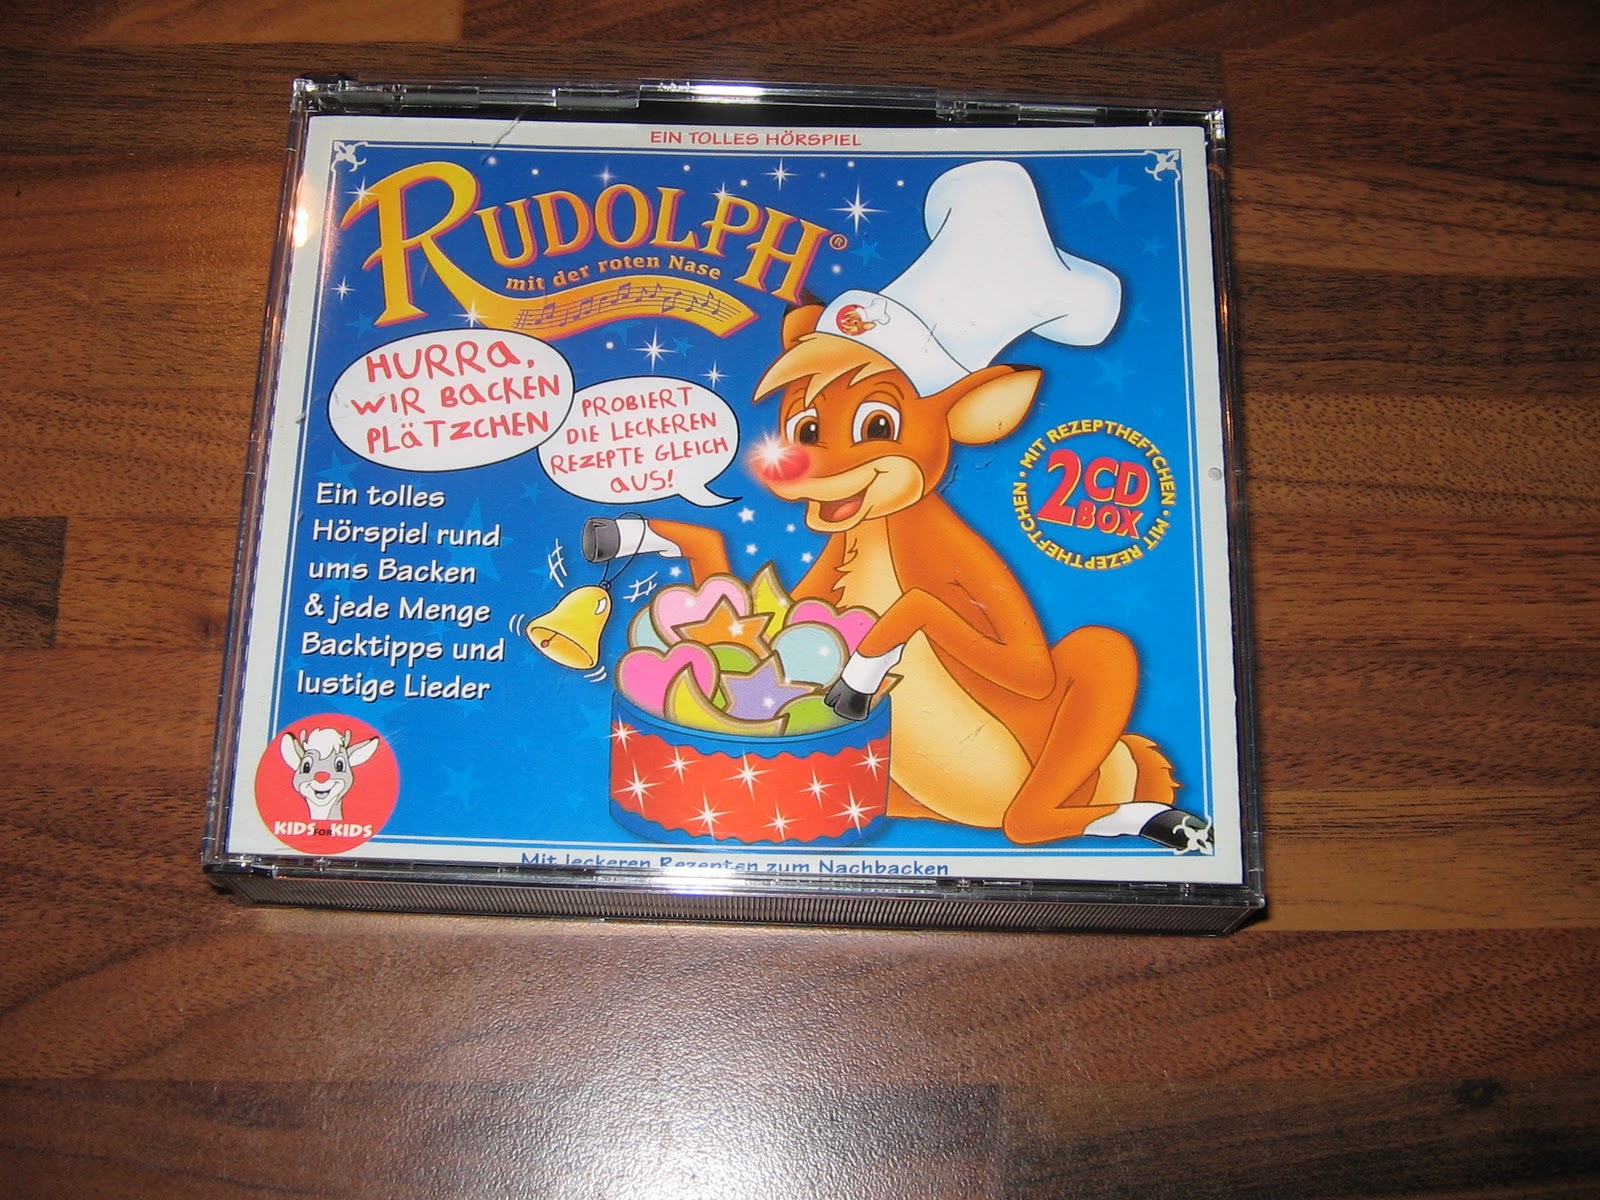 EIN TOLLES HÖRSPIEL
RUDOLPH®
mit der roten Nase
HURRa,
WIR BaCKEN
PLäTZCHEN
PROBIERT
DIE LECKEREN
REZEPTE GLEICH
aUS!
Ein tolles
Hörspiel rund
ums Backen
& jede Menge
Backtipps und
lustige Lieder
MIT REZEPTHEFTCHEN • MIT REZEPTHEFTCHEN •
2 CD
BOX
KIDS FOR KIDS
Mit leckeren Rezepten zum Nachbacken